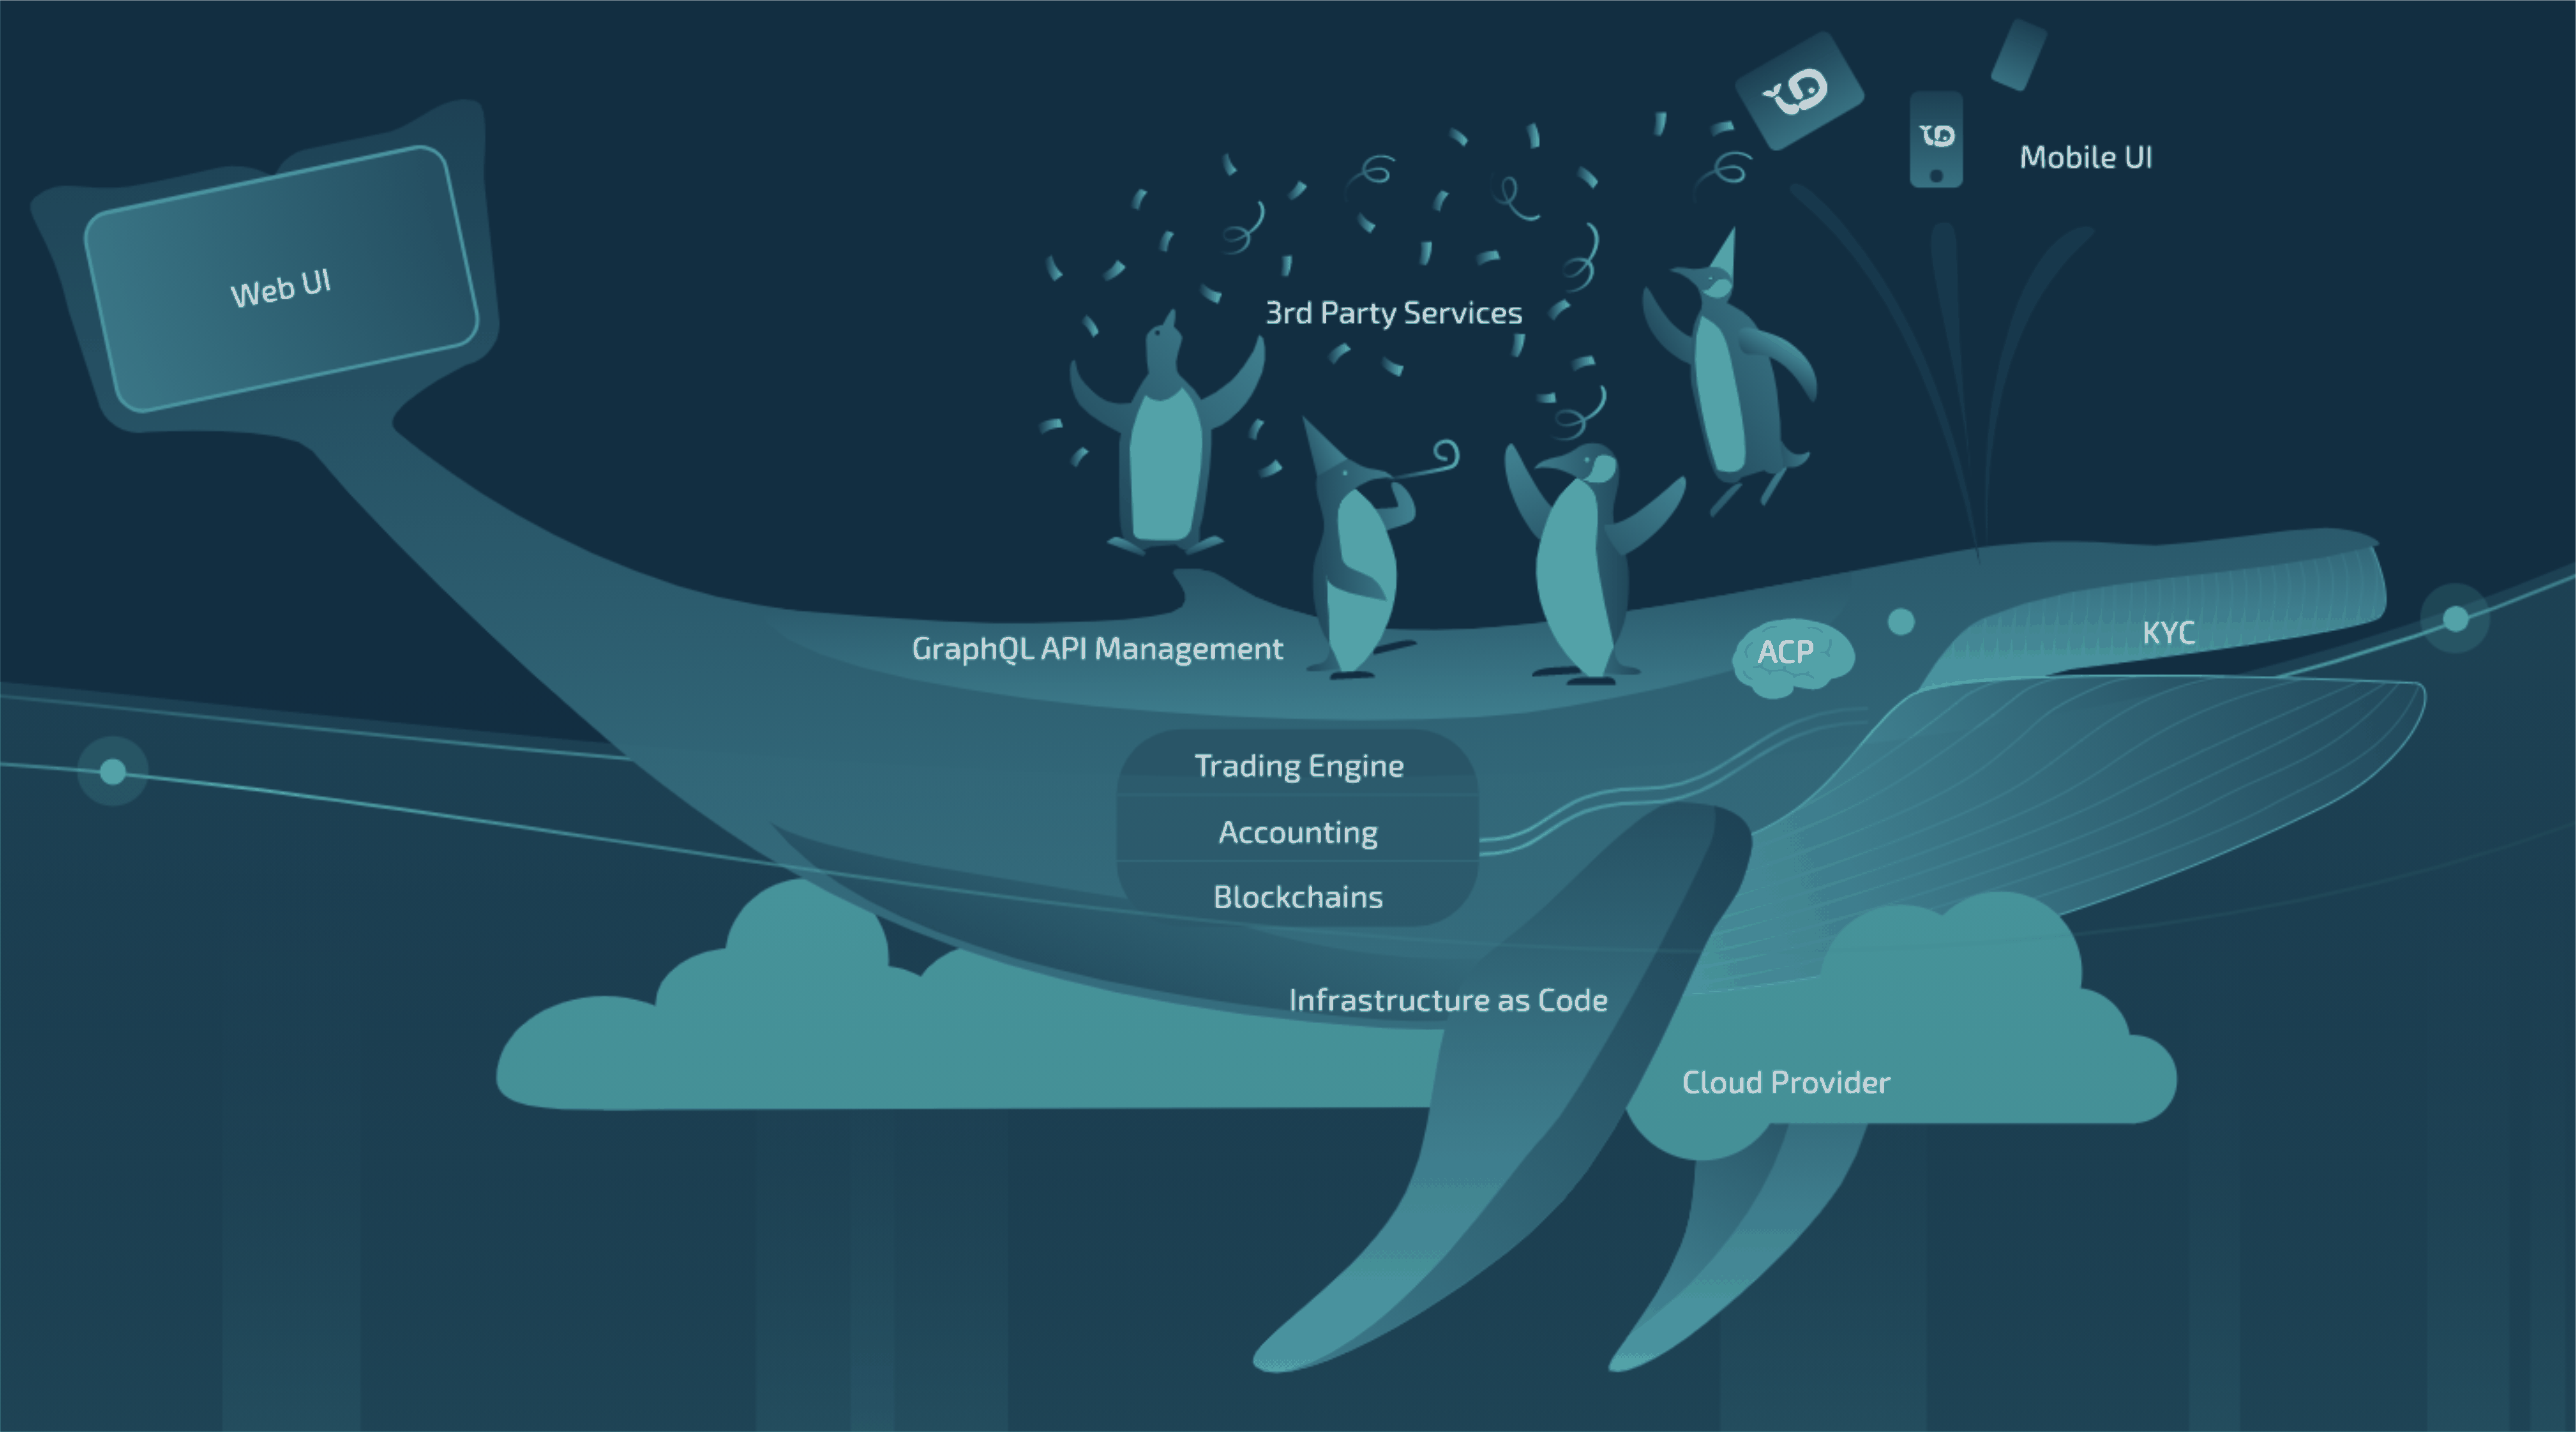 Mobile UI
Web UI
3rd Party Services
GraphQL API Management
ACP
KYC
Trading Engine
Accounting
Blockchains
Infrastructure as Code
Cloud Provider